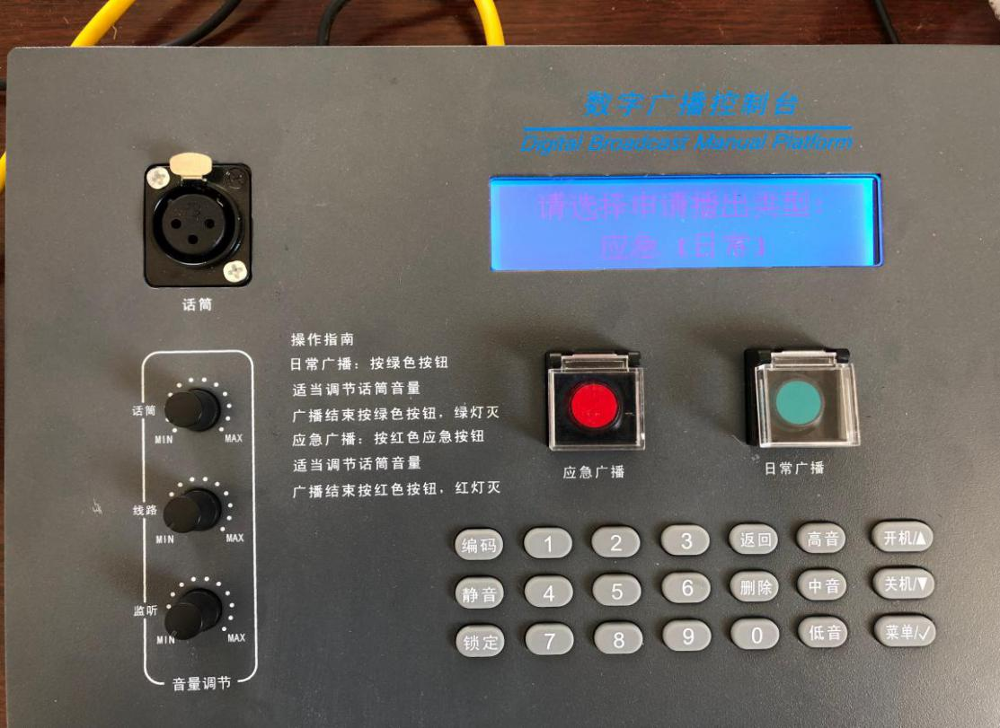 数字广播控制台
Digital Broadcast Manual Platform
请选择申请播出类型:
应急 【日常】
话筒
操作指南
日常广播: 按绿色按钮
适当调节话筒音量
广播结束按绿色按钮, 绿灯灭
应急广播: 按红色应急按钮
适当调节话筒音量
广播结束按红色按钮, 红灯灭
话筒
MIN MAX
线路
MIN MAX
监听
MIN MAX
音量调节
应急广播
日常广播
编码 1 2 3 返回 高音 开机/▲
静音 4 5 6 删除 中音 关机/▼
锁定 7 8 9 0 低音 菜单/✓